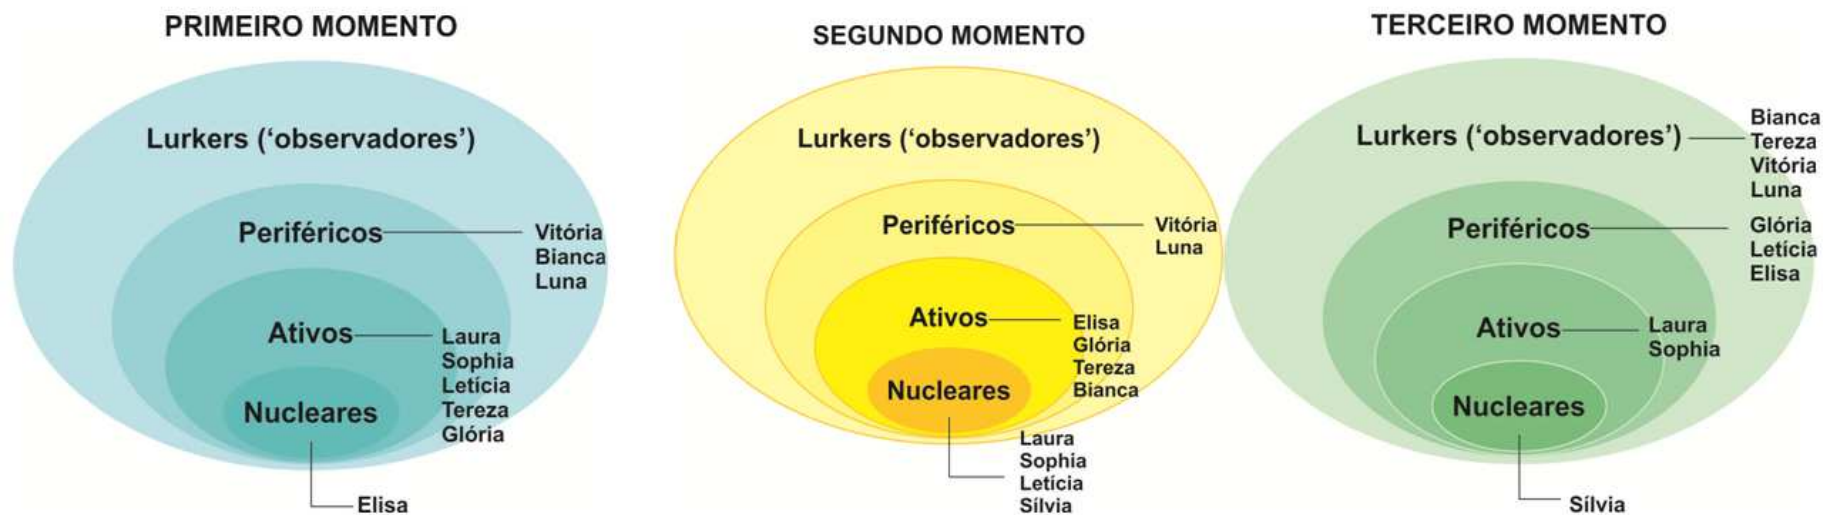 PRIMEIRO MOMENTO
Lurkers (‘observadores’)
Periféricos
Vitória
Bianca
Luna
Ativos
Laura
Sophia
Letícia
Tereza
Glória
Nucleares
Elisa
SEGUNDO MOMENTO
Lurkers (‘observadores’)
Periféricos
Vitória
Luna
Ativos
Elisa
Glória
Tereza
Bianca
Nucleares
Laura
Sophia
Letícia
Sílvia
TERCEIRO MOMENTO
Lurkers (‘observadores’)
Bianca
Tereza
Vitória
Luna
Periféricos
Glória
Letícia
Elisa
Ativos
Laura
Sophia
Nucleares
Sílvia